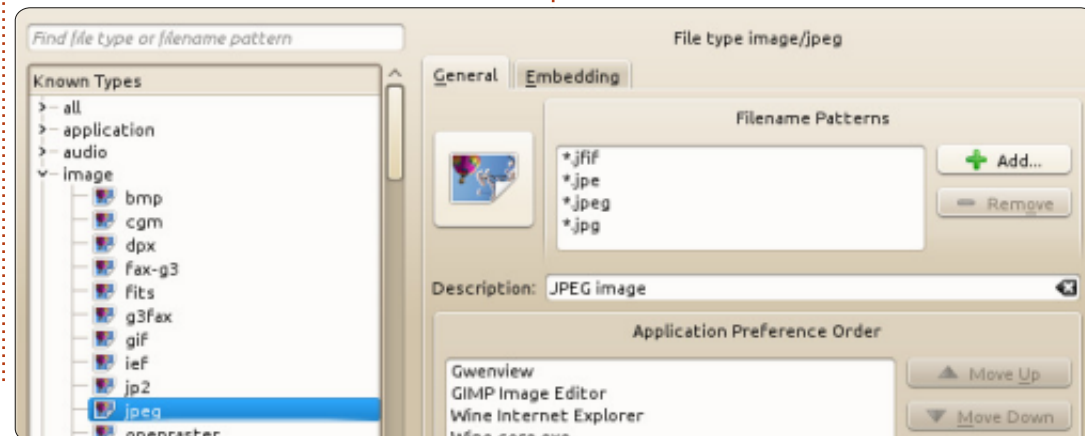 Find file type or filename pattern
Known Types
all
application
audio
image
bmp
cgm
dpx
fax-g3
fits
g3fax
gif
ief
jp2
jpeg
openraster
File type image/jpeg
General
Embedding
Filename Patterns
*.jfif
*.jpe
*.jpeg
*.jpg
Add...
Remove
Description: JPEG image
Application Preference Order
Gwenview
GIMP Image Editor
Wine Internet Explorer
Move Up
Move Down